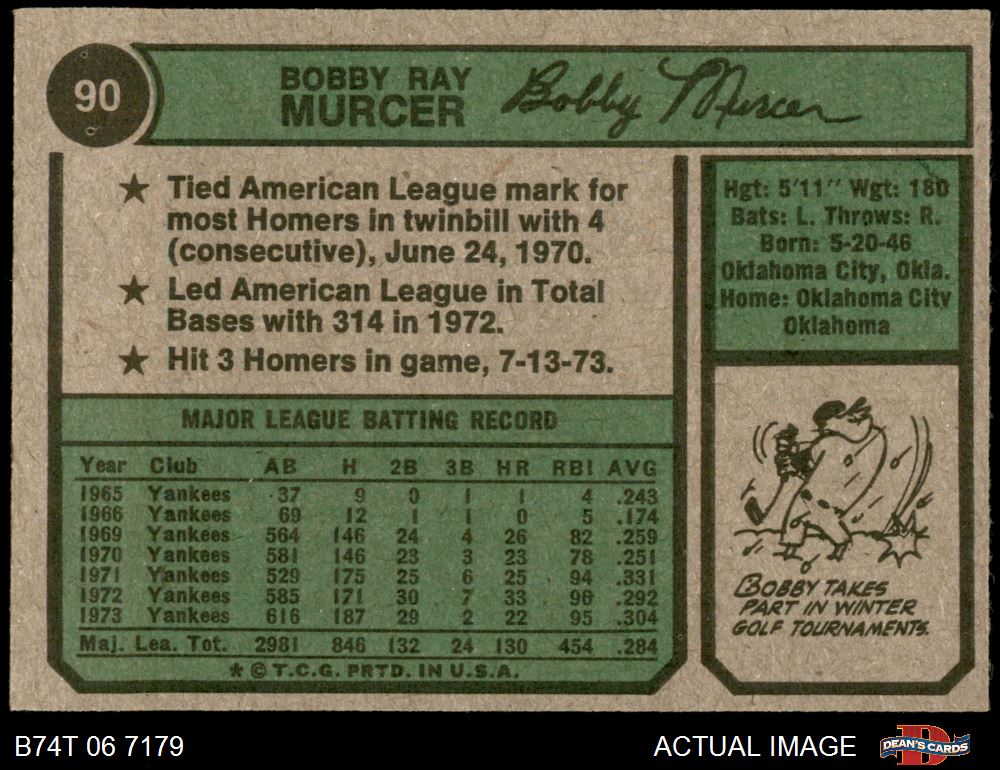 90
BOBBY RAY
MURCER
Bobby Murcer
★ Tied American League mark for
most Homers in twinbill with 4
(consecutive), June 24, 1970.
★ Led American League in Total
Bases with 314 in 1972.
★ Hit 3 Homers in game, 7-13-73.
Hgt: 5'11" Wgt: 180
Bats: L. Throws: R.
Born: 5-20-46
Oklahoma City, Okla.
Home: Oklahoma City
Oklahoma
MAJOR LEAGUE BATTING RECORD
Year Club AB H 2B 3B HR RBI AVG
1965 Yankees 37 9 0 1 1 4 .243
1966 Yankees 69 12 1 1 0 5 .174
1969 Yankees 564 146 24 4 26 82 .259
1970 Yankees 581 146 23 3 23 78 .251
1971 Yankees 529 175 25 6 25 94 .331
1972 Yankees 585 171 30 7 33 96 .292
1973 Yankees 616 187 29 2 22 95 .304
Maj. Lea. Tot. 2981 846 132 24 130 454 .284
★ © T.C.G. PRTD. IN U.S.A.
BOBBY TAKES
PART IN WINTER
GOLF TOURNAMENTS.
B74T 06 7179
ACTUAL IMAGE
D
DEAN'S CARDS